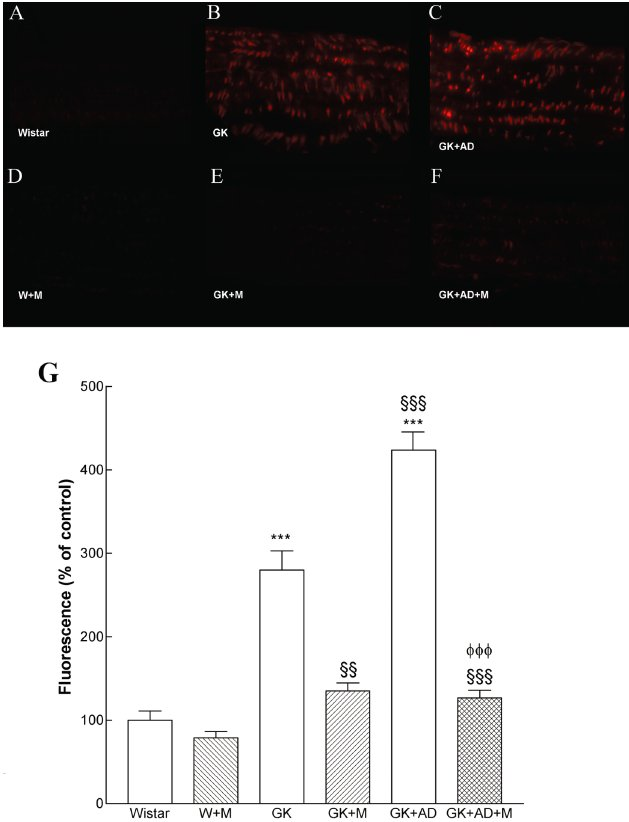 A B C
Wistar GK GK+AD
D E F
W+M GK+M GK+AD+M
G
Fluorescence (% of control)
500
400
300
200
100
0
***
§§
§§§
***
ϕϕϕ
§§§
Wistar W+M GK GK+M GK+AD GK+AD+M